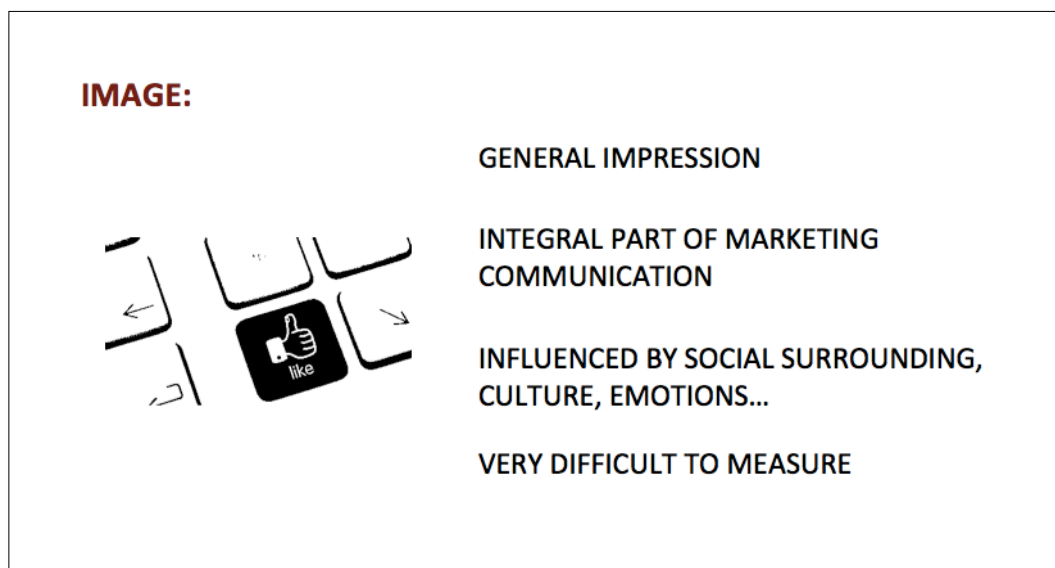 IMAGE:
GENERAL IMPRESSION
INTEGRAL PART OF MARKETING
COMMUNICATION
like
INFLUENCED BY SOCIAL SURROUNDING,
CULTURE, EMOTIONS...
VERY DIFFICULT TO MEASURE